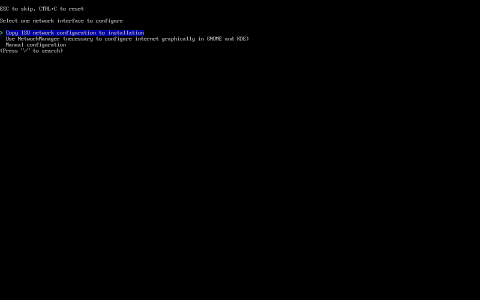 ESC to skip, CTRL+C to reset
Select one network interface to configure
> Copy ISO network configuration to installation
Use NetworkManager (necessary to configure internet graphically in GNOME and KDE)
Manual configuration
(Press "/" to search)